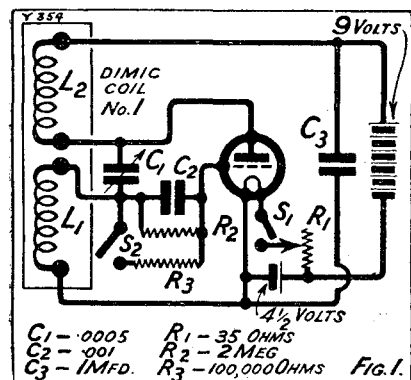 Y 354
9 VOLTS
L2
DIMIC
COIL
No. 1
C1
C2
C3
L1
S1
R1
S2
R2
R3
4½ VOLTS
C1 - .0005 R1 - 35 OHMS
C2 - .001 R2 - 2 MEG
C3 - 1 MFD. R3 - 100,000 OHMS FIG. 1.